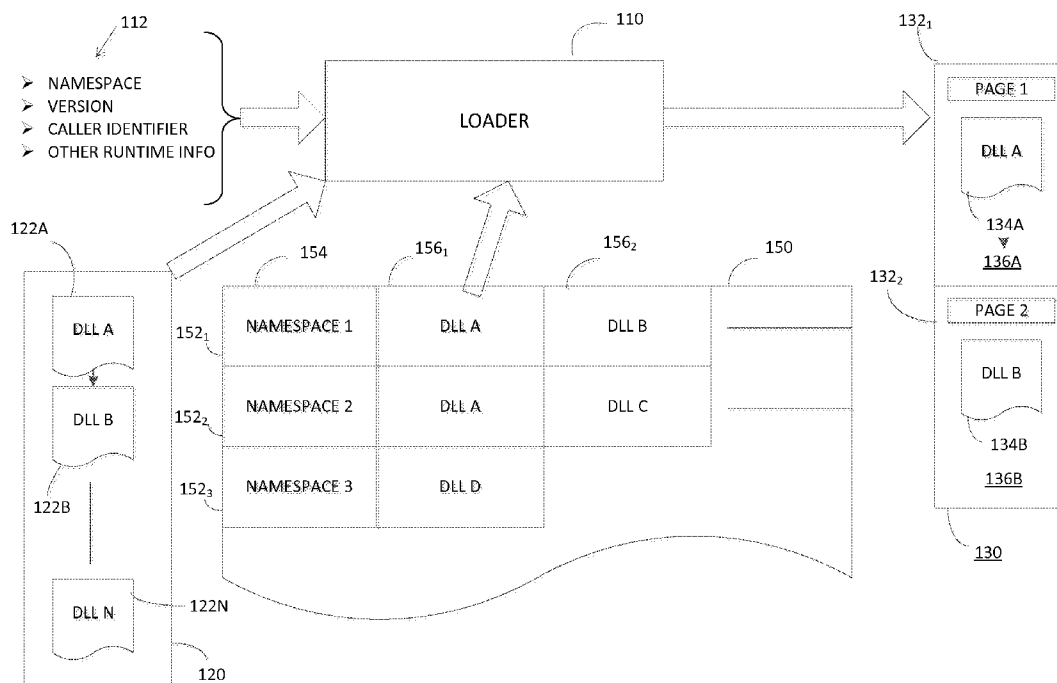 112
➢ NAMESPACE
➢ VERSION
➢ CALLER IDENTIFIER
➢ OTHER RUNTIME INFO
110
LOADER
132₁
PAGE 1
DLL A
134A
136A
132₂
PAGE 2
DLL B
134B
136B
130
122A
DLL A
DLL B
122B
DLL N
122N
120
154
156₁
156₂
150
152₁
NAMESPACE 1
DLL A
DLL B
152₂
NAMESPACE 2
DLL A
DLL C
152₃
NAMESPACE 3
DLL D